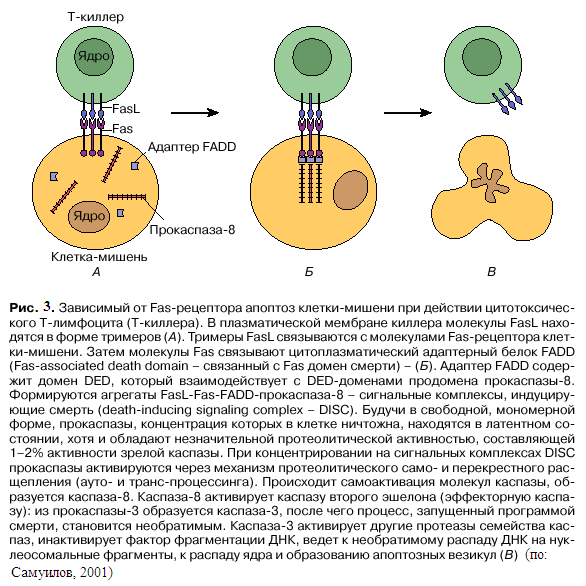 Т-киллер
Ядро
FasL
Fas
Адаптер FADD
Ядро
Прокаспаза-8
Клетка-мишень
А
Б
В
Рис. 3. Зависимый от Fas-рецептора апоптоз клетки-мишени при действии цитотоксичес-
кого Т-лимфоцита (Т-киллера). В плазматической мембране киллера молекулы FasL нахо-
дятся в форме тримеров (А). Тримеры FasL связываются с молекулами Fas-рецептора клет-
ки-мишени. Затем молекулы Fas связывают цитоплазматический адаптерный белок FADD
(Fas-associated death domain – связанный с Fas домен смерти) – (Б). Адаптер FADD содер-
жит домен DED, который взаимодействует с DED-доменами продомена прокаспазы-8.
Формируются агрегаты FasL-Fas-FADD-прокаспаза-8 – сигнальные комплексы, индуциру-
ющие смерть (death-inducing signaling complex – DISC). Будучи в свободной, мономерной
форме, прокаспазы, концентрация которых в клетке ничтожна, находятся в латентном со-
стоянии, хотя и обладают незначительной протеолитической активностью, составляющей
1–2% активности зрелой каспазы. При концентрировании на сигнальных комплексах DISC
прокаспазы активируются через механизм протеолитического само- и перекрестного рас-
щепления (ауто- и транс-процессинга). Происходит самоактивация молекул каспазы, об-
разуется каспаза-8. Каспаза-8 активирует каспазу второго эшелона (эффекторную каспа-
зу): из прокаспазы-3 образуется каспаза-3, после чего процесс, запущенный программой
смерти, становится необратимым. Каспаза-3 активирует другие протеазы семейства кас-
паз, инактивирует фактор фрагментации ДНК, ведет к необратимому распаду ДНК на нук-
леосомальные фрагменты, к распаду ядра и образованию апоптозных везикул (В) (по:
Самуилов, 2001)